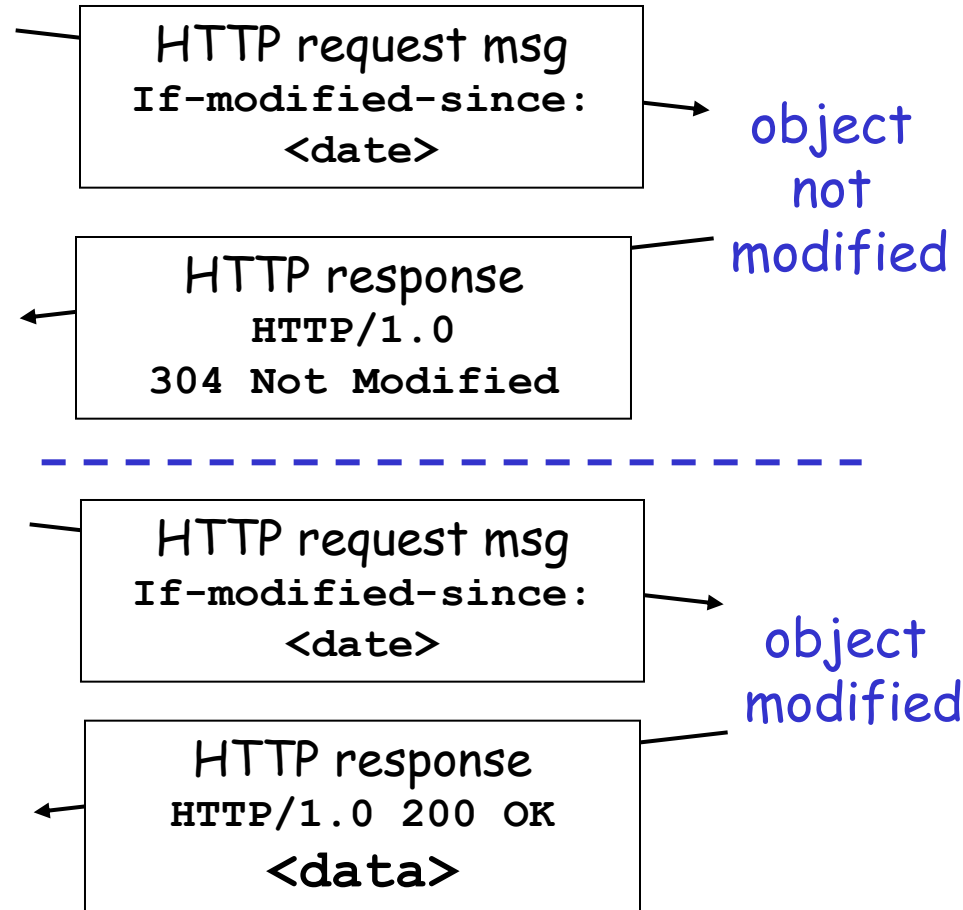 HTTP request msg
If-modified-since:
<date>
object
not
modified
HTTP response
HTTP/1.0
304 Not Modified
HTTP request msg
If-modified-since:
<date>
object
modified
HTTP response
HTTP/1.0 200 OK
<data>